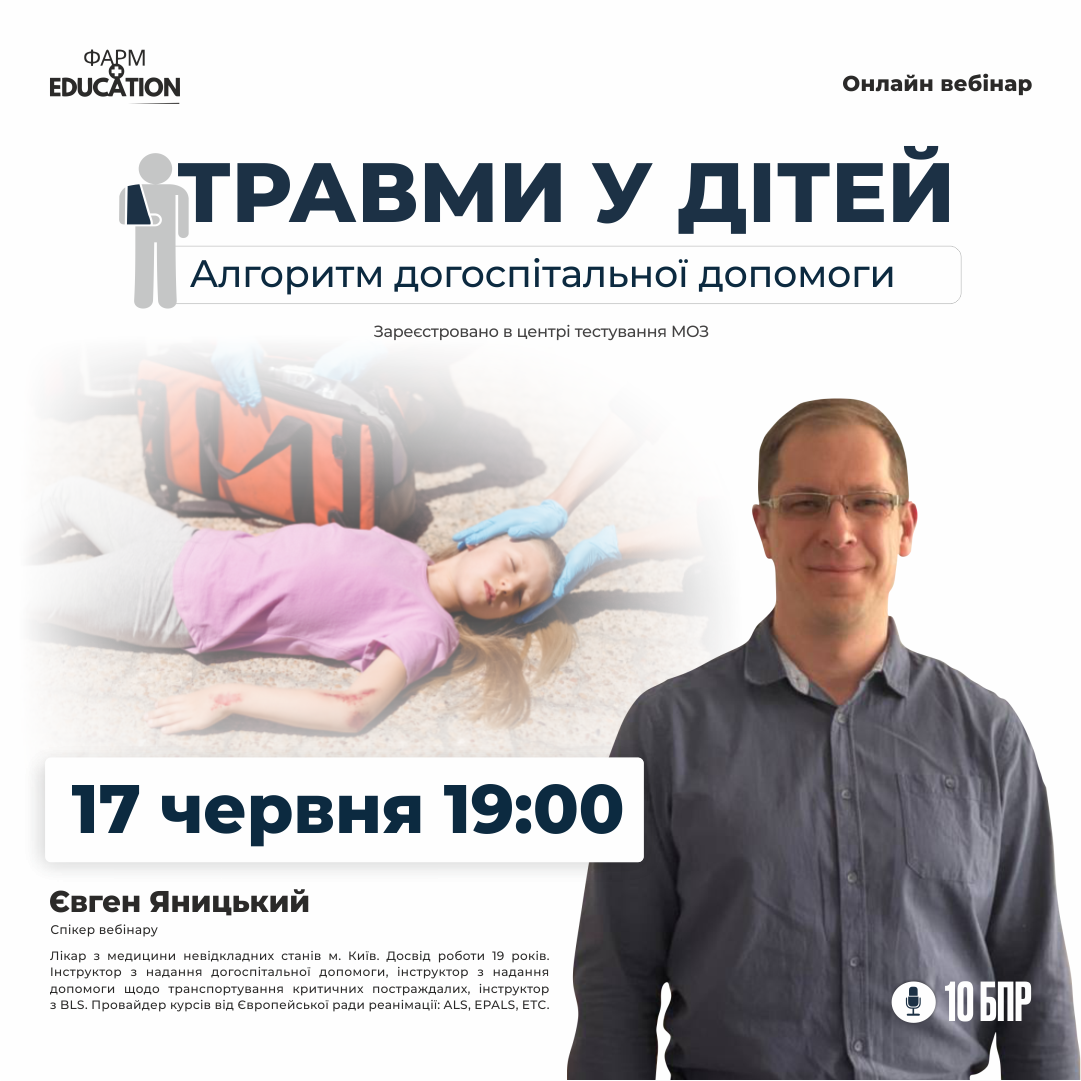 ФАРМ
EDUCATION
Онлайн вебінар
ТРАВМИ У ДІТЕЙ
Алгоритм догоспітальної допомоги
Зареєстровано в центрі тестування МОЗ
17 червня 19:00
Євген Яницький
Спікер вебінару
Лікар з медицини невідкладних станів м. Київ. Досвід роботи 19 років.
Інструктор з надання догоспітальної допомоги, інструктор з надання
допомоги щодо транспортування критичних постраждалих, інструктор
з BLS. Провайдер курсів від Європейської ради реанімації: ALS, EPALS, ETC.
10 БПР